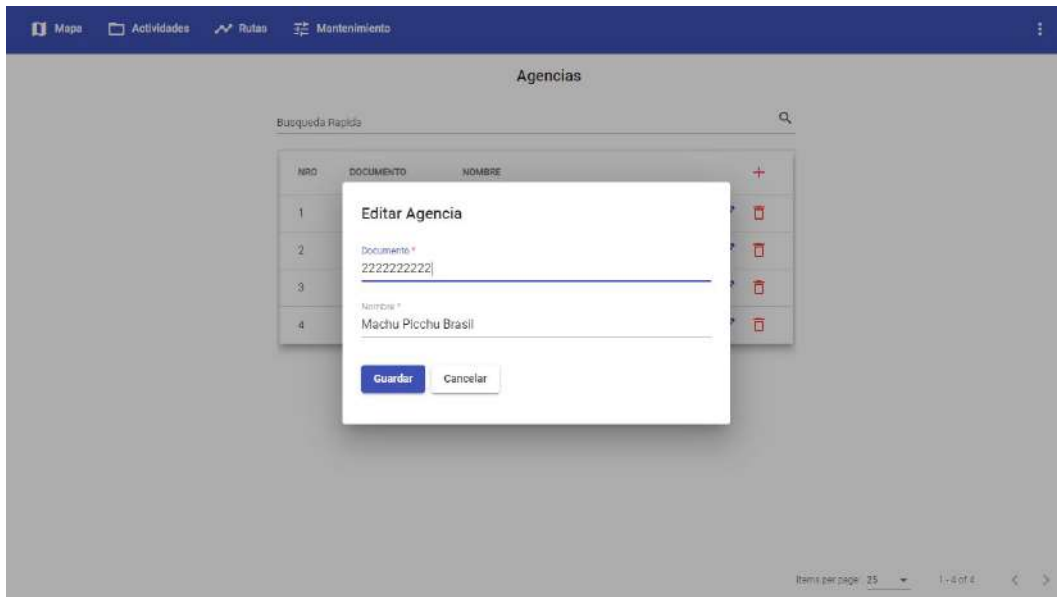 Mapa Actividades Rutas Mantenimiento
Agencias
Busqueda Rapida
NRO DOCUMENTO NOMBRE
1
2
3
4
Editar Agencia
Documento *
2222222222
Nombre *
Machu Picchu Brasil
Guardar Cancelar
Items per page: 25 1 - 4 of 4